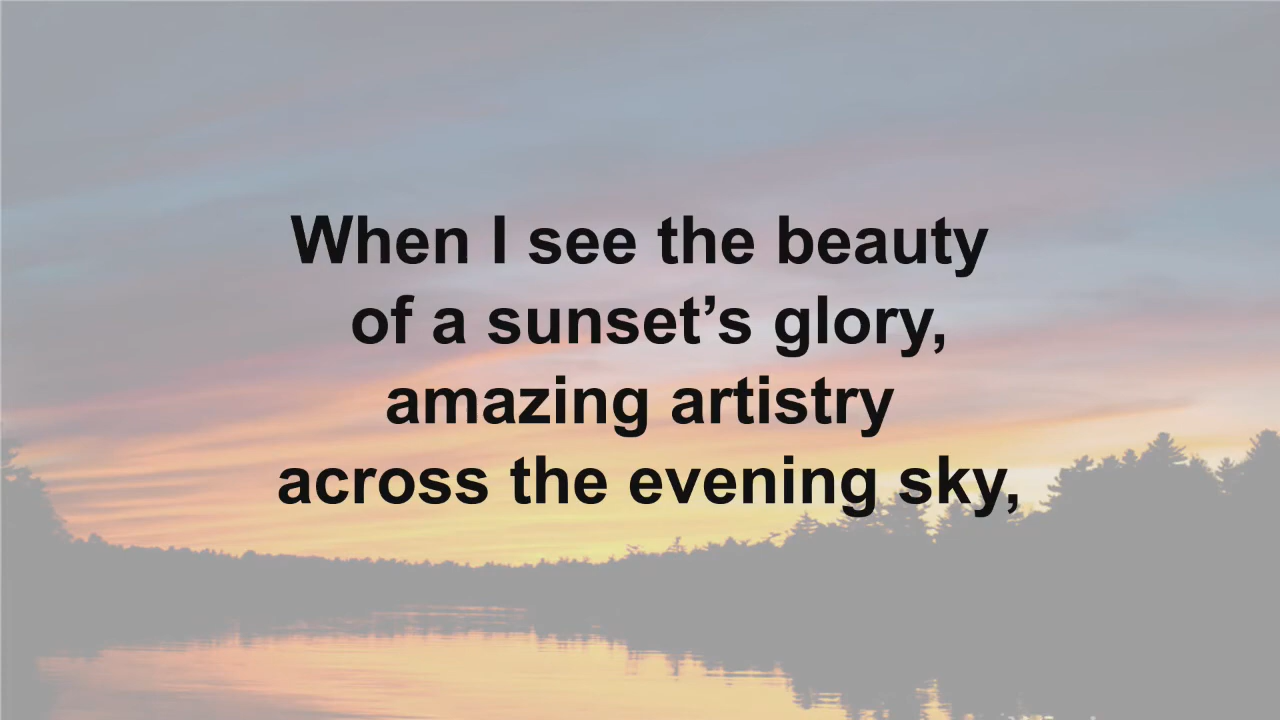 When I see the beauty
of a sunset’s glory,
amazing artistry
across the evening sky,